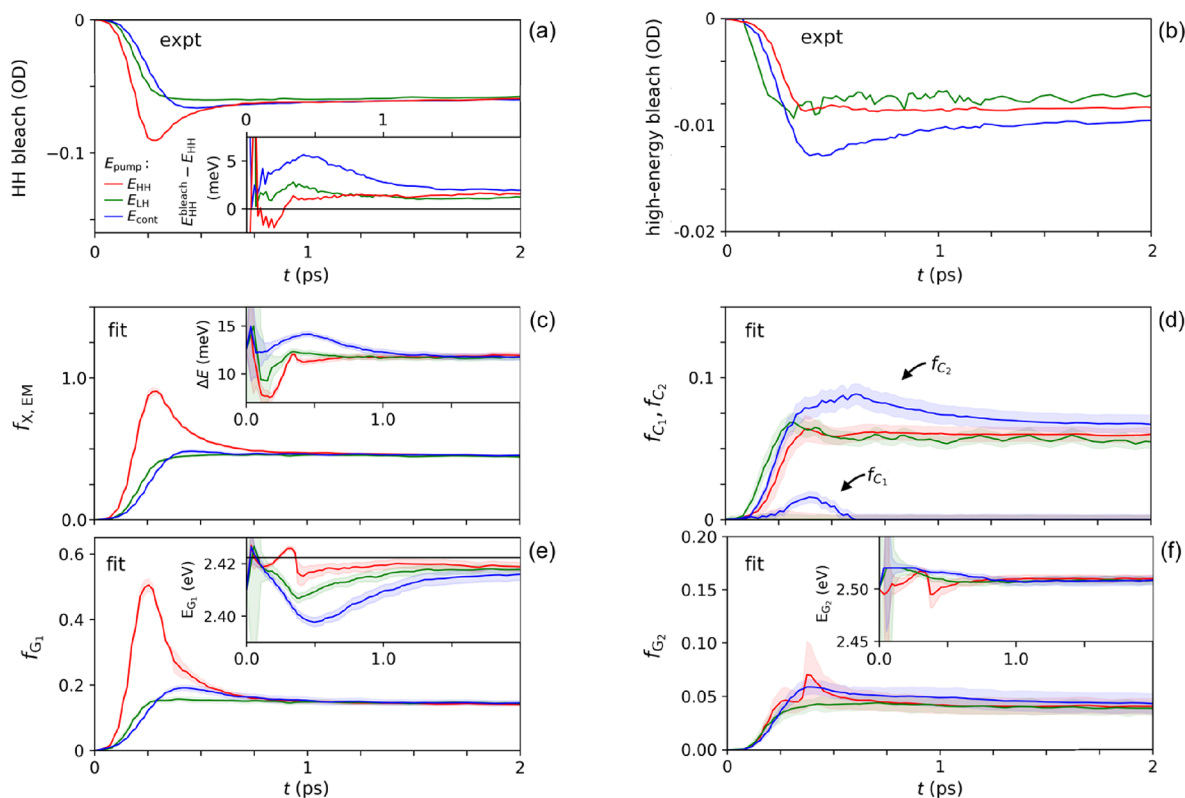 (a)
expt
HH bleach (OD)
0
−0.1
E_pump :
E_HH
E_LH
E_cont
0
1
E_HH^bleach − E_HH
(meV)
5
0
0
1
2
t (ps)
(b)
expt
high-energy bleach (OD)
0
-0.01
-0.02
0
1
2
t (ps)
(c)
fit
f_X, EM
1.0
0.0
ΔE (meV)
15
10
0.0
1.0
(d)
fit
f_C1, f_C2
0.1
0
f_C2
f_C1
(e)
fit
f_G1
0.6
0.4
0.2
0
E_G1 (eV)
2.42
2.40
0.0
1.0
0
1
2
t (ps)
(f)
fit
f_G2
0.20
0.15
0.10
0.05
0.00
E_G2 (eV)
2.50
2.45
0.0
1.0
0
1
2
t (ps)